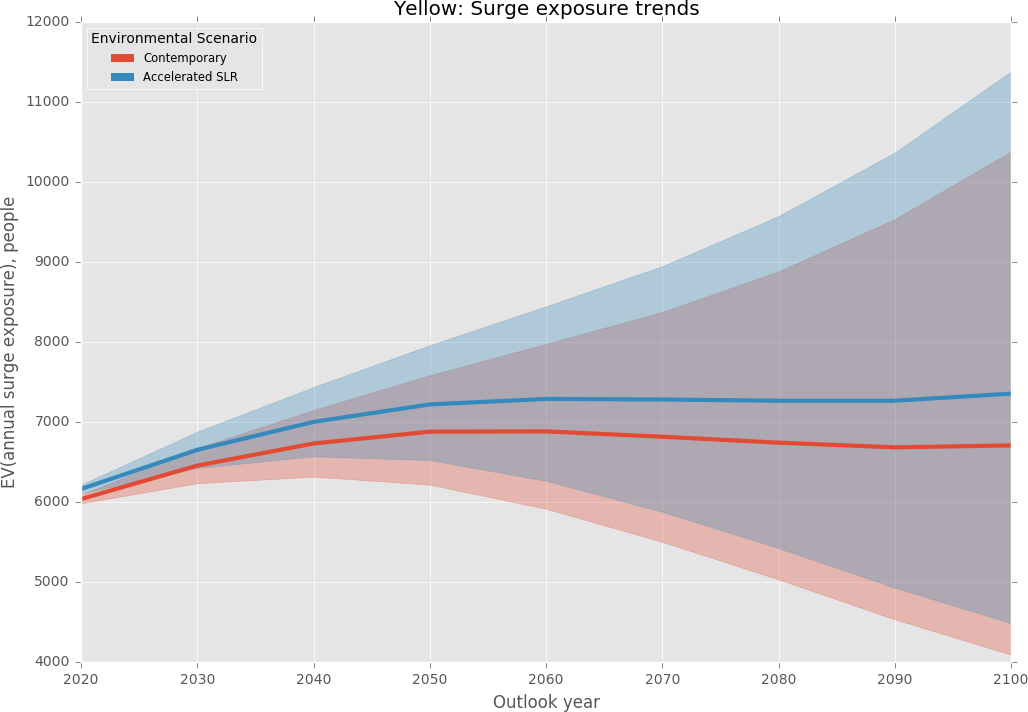 Yellow: Surge exposure trends
Environmental Scenario
Contemporary
Accelerated SLR
EV(annual surge exposure), people
12000
11000
10000
9000
8000
7000
6000
5000
4000
2020 2030 2040 2050 2060 2070 2080 2090 2100
Outlook year